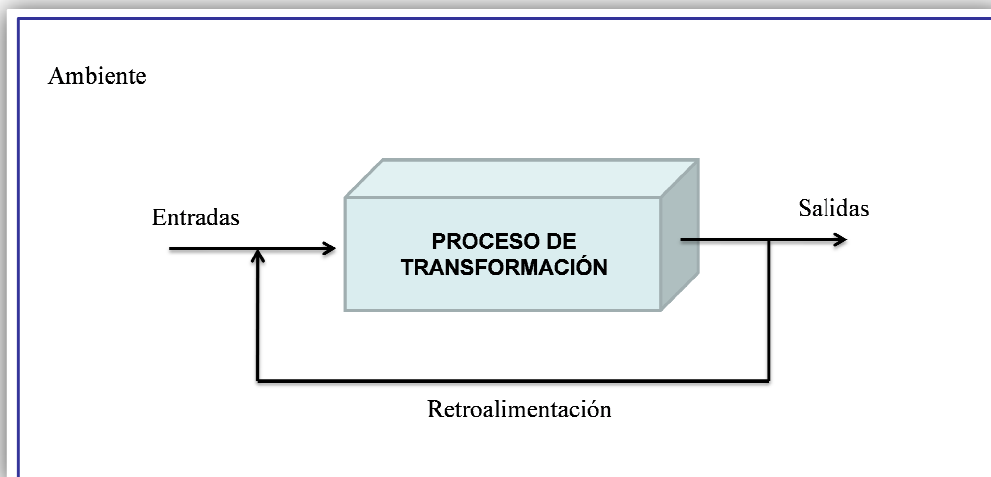 Ambiente
Entradas
PROCESO DE
TRANSFORMACIÓN
Salidas
Retroalimentación